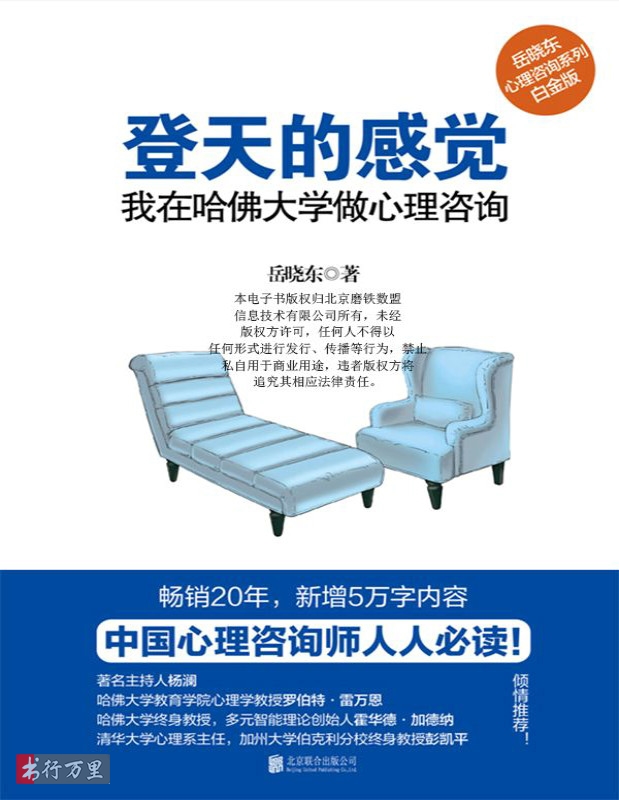 岳晓东
心理咨询系列
白金版
登天的感觉
我在哈佛大学做心理咨询
岳晓东◎著
本电子书版权归北京磨铁数盟
信息技术有限公司所有，未经
版权方许可，任何人不得以
任何形式进行发行、传播等行为，禁止
私自用于商业用途，违者版权方将
追究其相应法律责任。
畅销20年，新增5万字内容
中国心理咨询师人人必读！
著名主持人杨澜
哈佛大学教育学院心理学教授罗伯特·雷万恩
哈佛大学终身教授，多元智能理论创始人霍华德·加德纳
清华大学心理系主任，加州大学伯克利分校终身教授彭凯平
倾情推荐！
书行万里
北京联合出版公司
Beijing United Publishing Co.,Ltd.